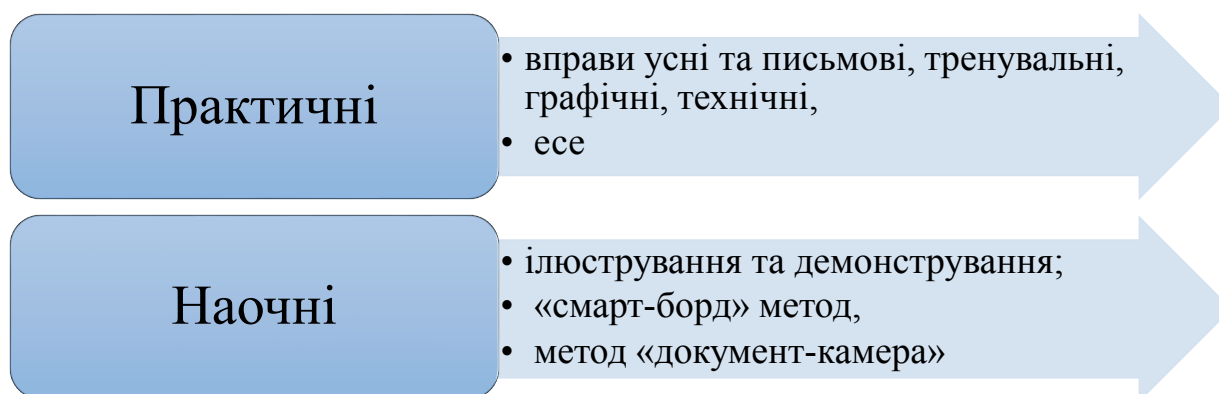 Практичні
• вправи усні та письмові, тренувальні,
графічні, технічні,
• есе
Наочні
• ілюстрування та демонстрування;
• «смарт-борд» метод,
• метод «документ-камера»